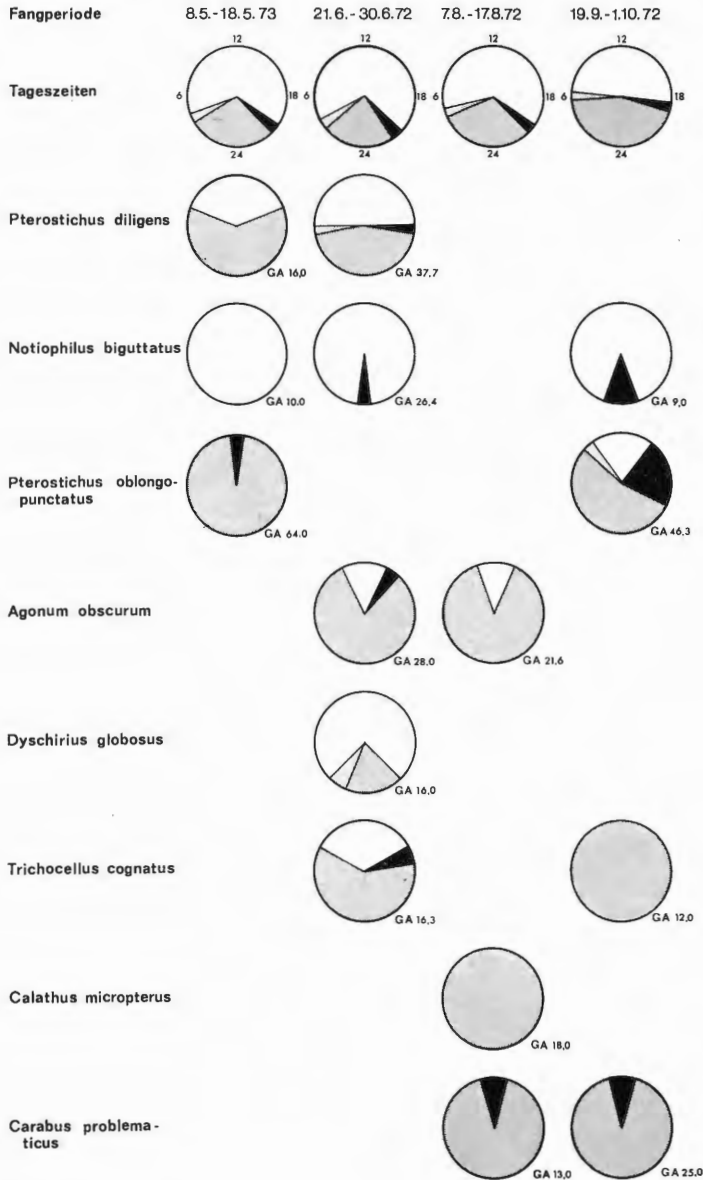 Fangperiode 8.5.-18.5.73 21.6.-30.6.72 7.8.-17.8.72 19.9.-1.10.72
12 12 12 12
Tageszeiten 6 18 6 18 6 18 6 18
24 24 24 24
Pterostichus diligens
GA 16,0 GA 37,7
Notiophilus biguttatus
GA 10.0 GA 26,4 GA 9,0
Pterostichus oblongo-
punctatus
GA 64.0 GA 46,3
Agonum obscurum
GA 28.0 GA 21,6
Dyschirius globosus
GA 16,0
Trichocellus cognatus
GA 16,3 GA 12,0
Calathus micropterus
GA 18,0
Carabus problema-
ticus
GA 13,0 GA 25.0